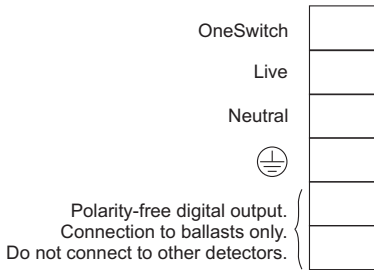 OneSwitch
Live
Neutral
Polarity-free digital output.
Connection to ballasts only.
Do not connect to other detectors.